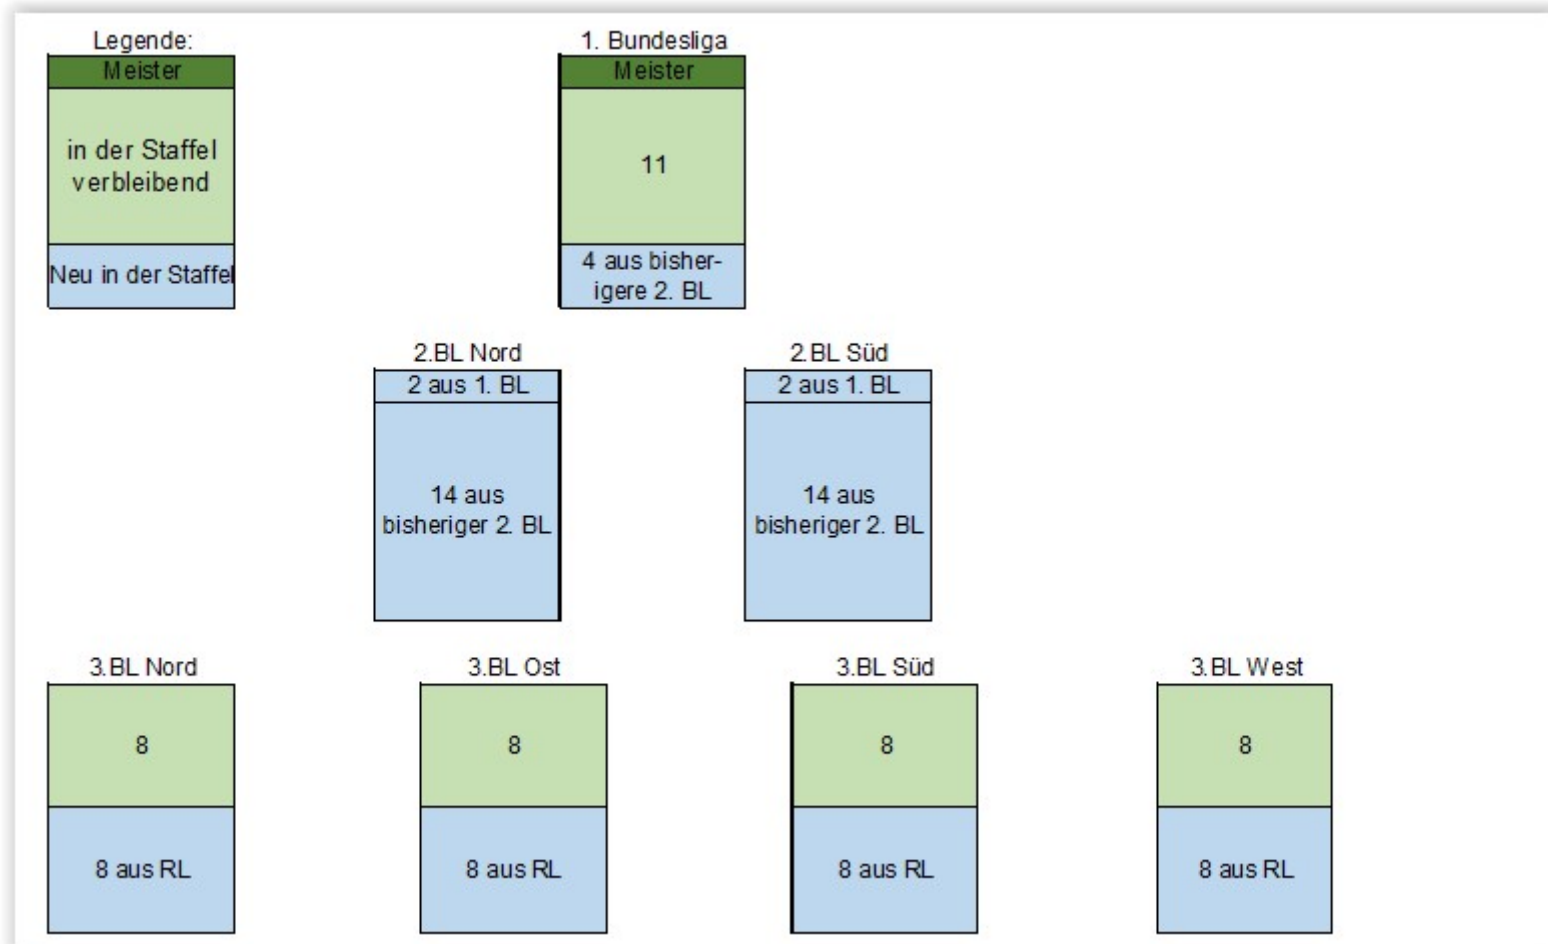 Legende:
Meister
in der Staffel
verbleibend
Neu in der Staffel
1. Bundesliga
Meister
11
4 aus bisher-
igere 2. BL
2.BL Nord
2 aus 1. BL
14 aus
bisheriger 2. BL
2.BL Süd
2 aus 1. BL
14 aus
bisheriger 2. BL
3.BL Nord
8
8 aus RL
3.BL Ost
8
8 aus RL
3.BL Süd
8
8 aus RL
3.BL West
8
8 aus RL